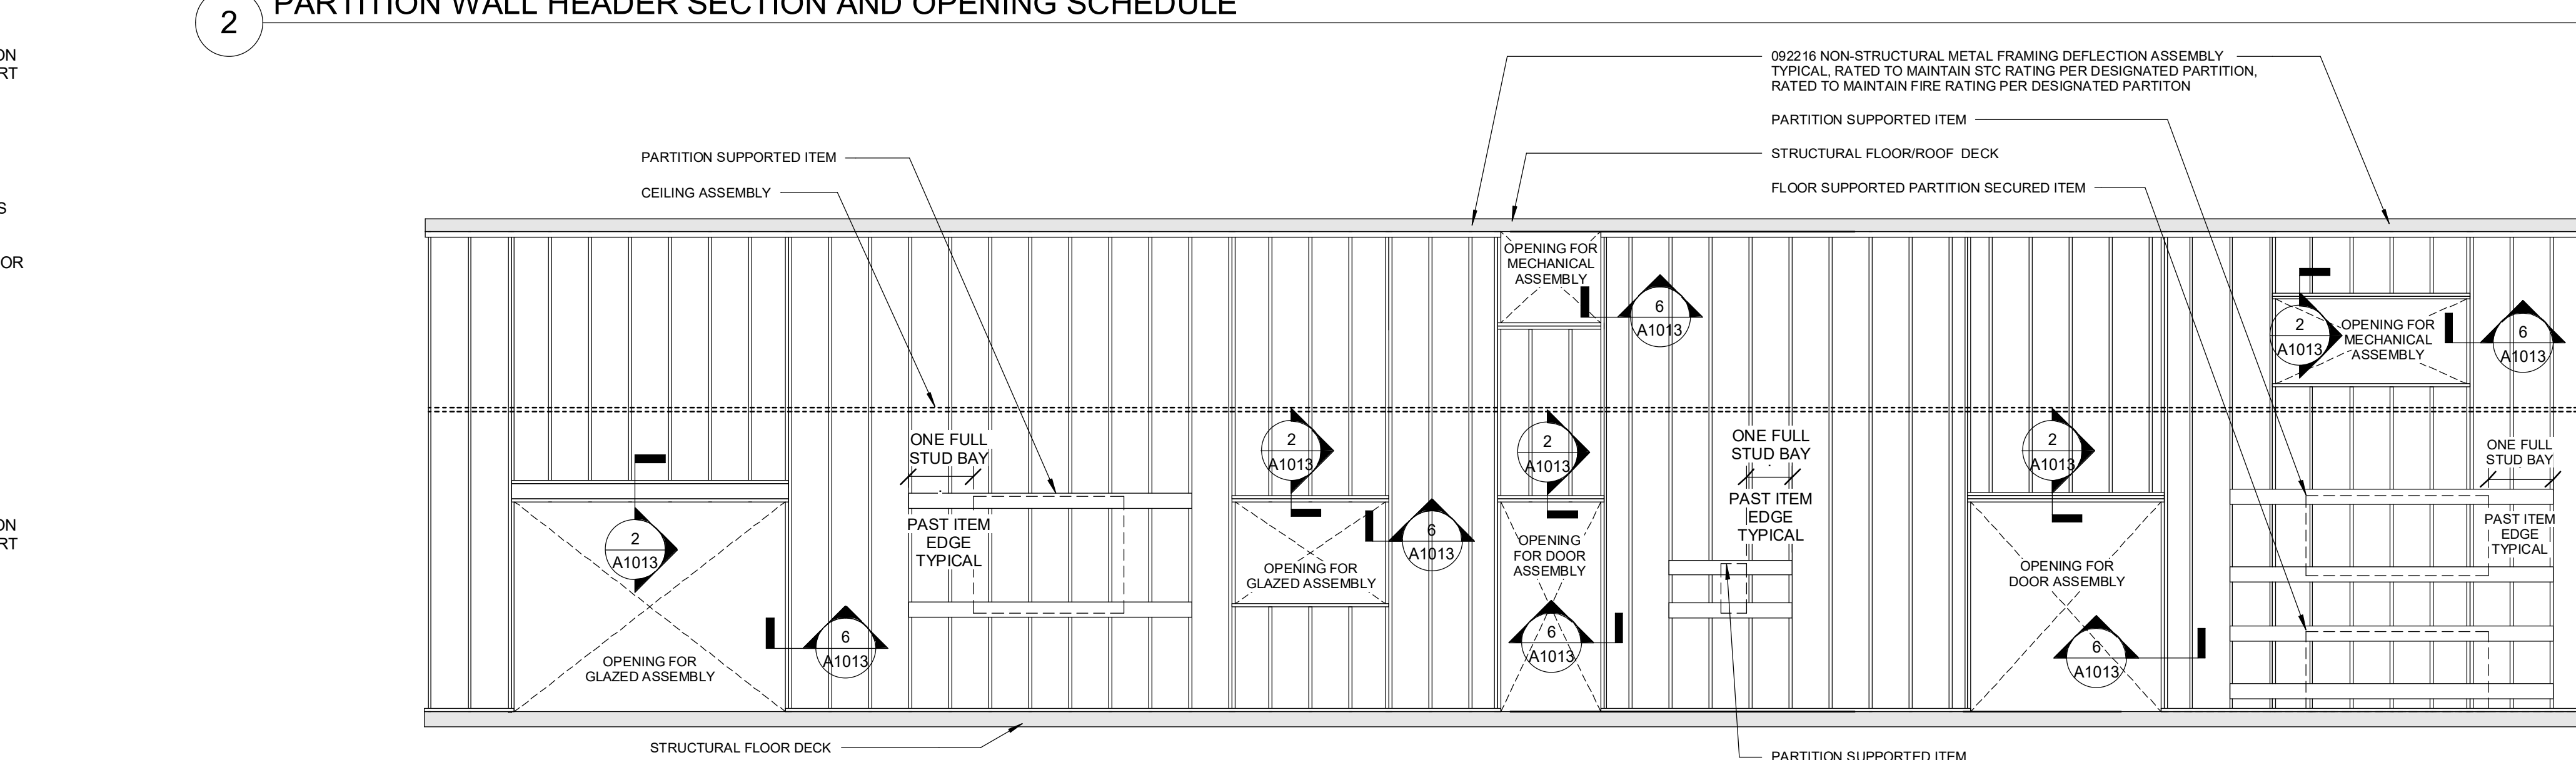 PARTITION WALL HEADER SECTION AND OPENING SCHEDULE
2
ON
RT
S
OR
ON
RT
092216 NON-STRUCTURAL METAL FRAMING DEFLECTION ASSEMBLY
TYPICAL, RATED TO MAINTAIN STC RATING PER DESIGNATED PARTITION,
RATED TO MAINTAIN FIRE RATING PER DESIGNATED PARTITON
PARTITION SUPPORTED ITEM
STRUCTURAL FLOOR/ROOF DECK
FLOOR SUPPORTED PARTITION SECURED ITEM
PARTITION SUPPORTED ITEM
CEILING ASSEMBLY
OPENING FOR
MECHANICAL
ASSEMBLY
6
A1013
2
A1013
OPENING FOR
MECHANICAL
ASSEMBLY
6
A1013
ONE FULL
STUD BAY
PAST ITEM
EDGE
TYPICAL
2
A1013
2
A1013
ONE FULL
STUD BAY
PAST ITEM
EDGE
TYPICAL
2
A1013
ONE FULL
STUD BAY
PAST ITEM
EDGE
TYPICAL
2
A1013
6
A1013
OPENING FOR
GLAZED ASSEMBLY
OPENING
FOR DOOR
ASSEMBLY
OPENING FOR
DOOR ASSEMBLY
6
A1013
6
A1013
6
A1013
OPENING FOR
GLAZED ASSEMBLY
STRUCTURAL FLOOR DECK
PARTITION SUPPORTED ITEM